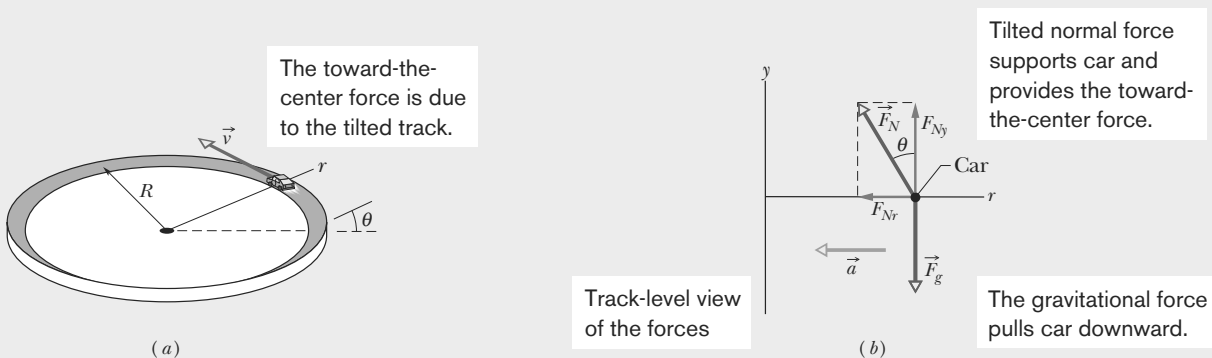 The toward-the-
center force is due
to the tilted track.
v
r
R
θ
(a)
Tilted normal force
supports car and
provides the toward-
the-center force.
y
F_N
F_Ny
θ
Car
F_Nr
r
a
F_g
Track-level view
of the forces
The gravitational force
pulls car downward.
(b)